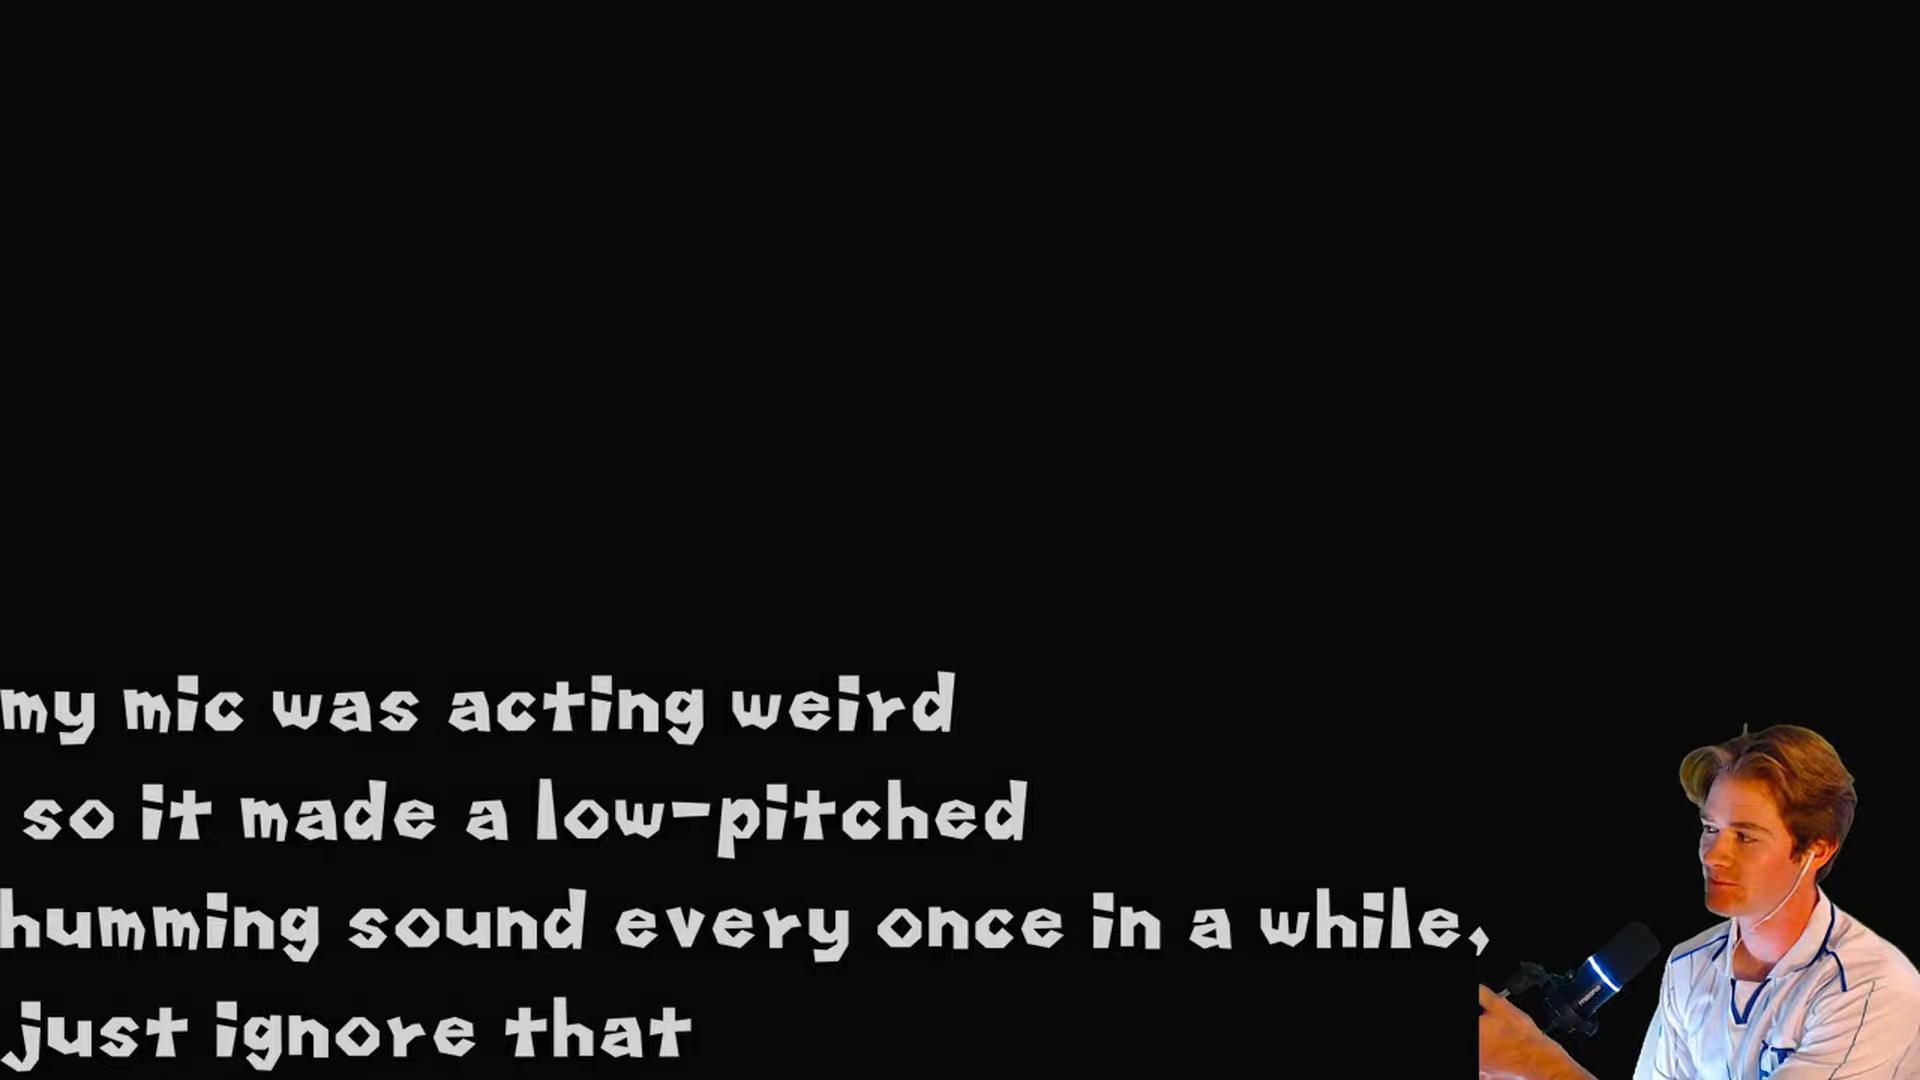 my mic was acting weird
so it made a low-pitched
humming sound every once in a while,
just ignore that